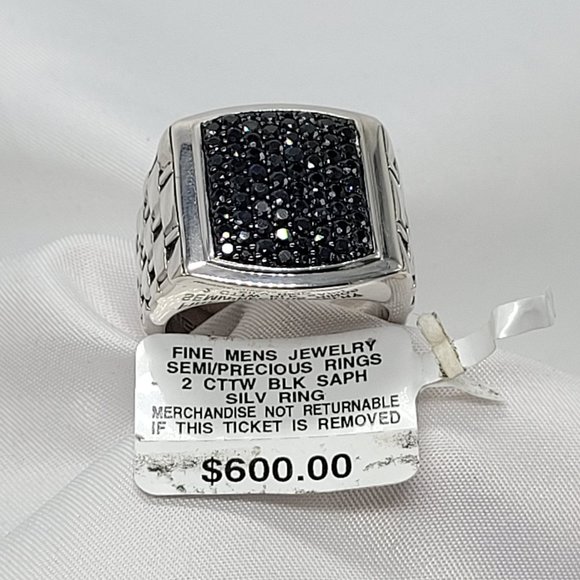 FINE MENS JEWELRY
SEMI/PRECIOUS RINGS
2 CTTW BLK SAPH
SILV RING
MERCHANDISE NOT RETURNABLE
IF THIS TICKET IS REMOVED
$600.00